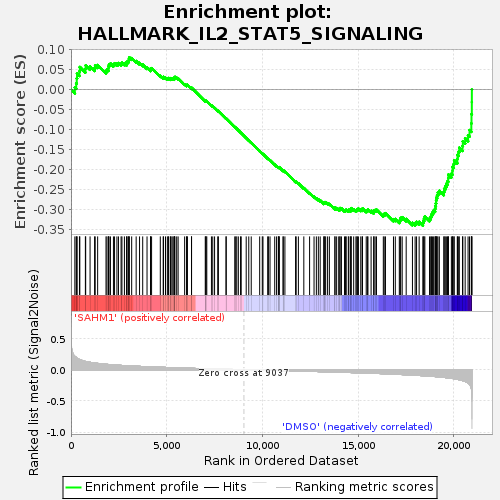 Enrichment plot:
HALLMARK_IL2_STAT5_SIGNALING
Enrichment score (ES)
0.10
0.05
0.00
-0.05
-0.10
-0.15
-0.20
-0.25
-0.30
-0.35
'SAHM1' (positively correlated)
Ranked list metric (Signal2Noise)
0.5
0.0
-0.5
-1.0
Zero cross at 9037
'DMSO' (negatively correlated)
0
5,000
10,000
15,000
20,000
Rank in Ordered Dataset
Enrichment profile
Hits
Ranking metric scores